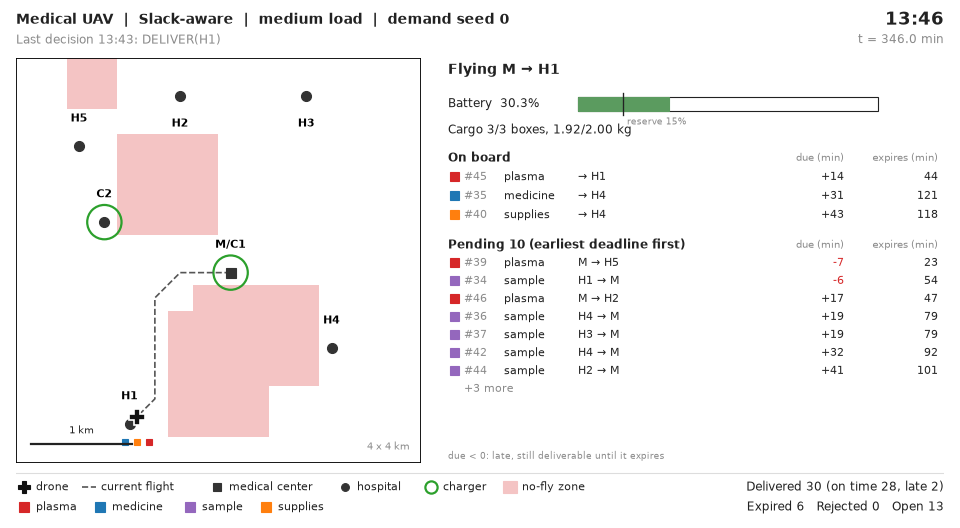 Medical UAV | Slack-aware | medium load | demand seed 0
13:46
Last decision 13:43: DELIVER(H1)
t = 346.0 min
H5
H2
H3
C2
M/C1
H4
H1
1 km
4 x 4 km
Flying M → H1
Battery 30.3%
reserve 15%
Cargo 3/3 boxes, 1.92/2.00 kg
On board due (min) expires (min)
#45 plasma → H1 +14 44
#35 medicine → H4 +31 121
#40 supplies → H4 +43 118
Pending 10 (earliest deadline first) due (min) expires (min)
#39 plasma M → H5 -7 23
#34 sample H1 → M -6 54
#46 plasma M → H2 +17 47
#36 sample H4 → M +19 79
#37 sample H3 → M +19 79
#42 sample H4 → M +32 92
#44 sample H2 → M +41 101
+3 more
due < 0: late, still deliverable until it expires
drone current flight medical center hospital charger no-fly zone
plasma medicine sample supplies
Delivered 30 (on time 28, late 2)
Expired 6 Rejected 0 Open 13